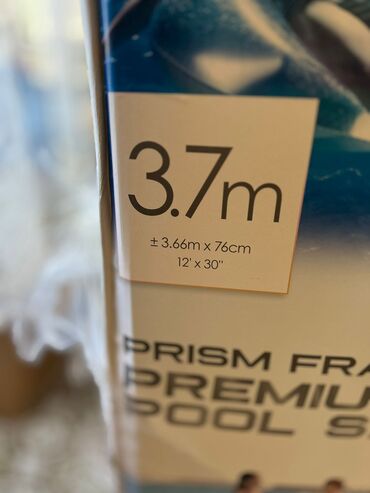 3.7m
± 3.66m x 76cm
12' x 30"
PRISM FRA
PREMIU
POOL S